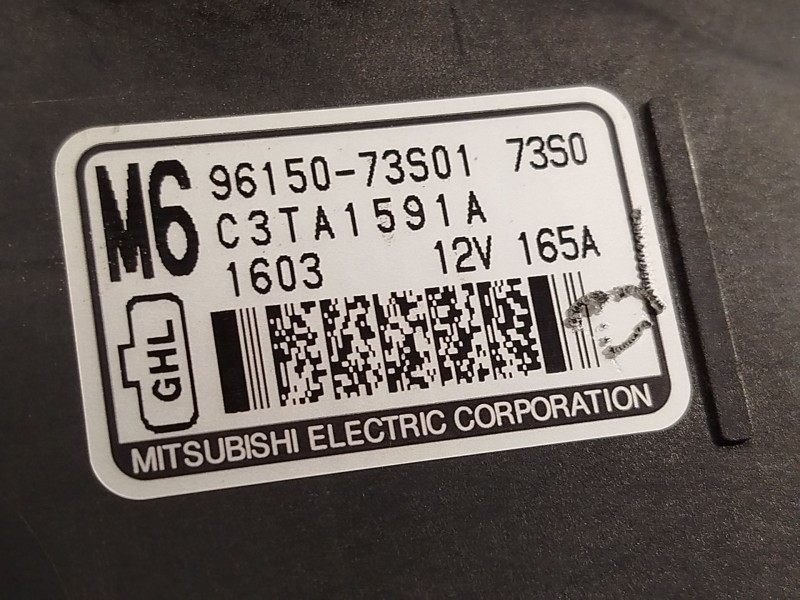 M6
96150-73S01 73S0
C3TA1591A
1603 12V 165A
GHL
MITSUBISHI ELECTRIC CORPORATION